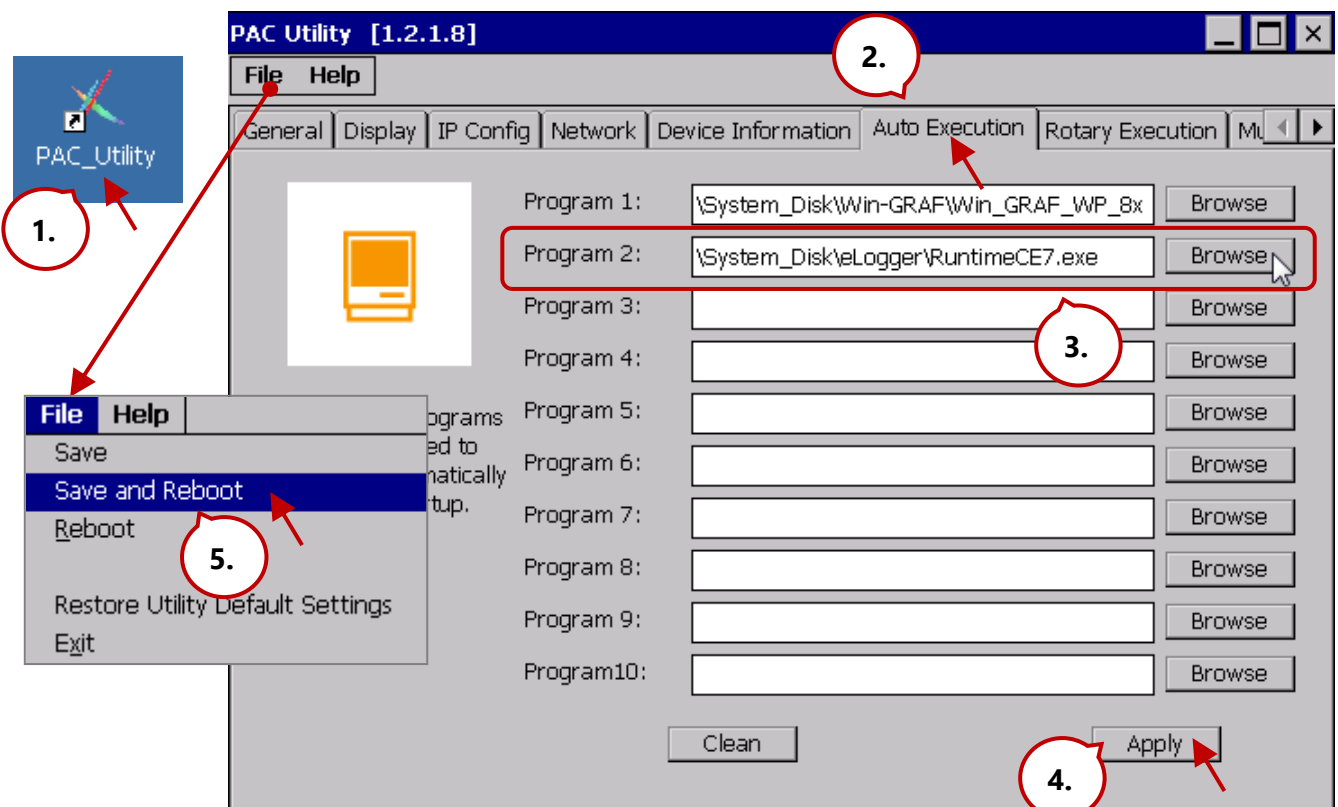 PAC Utility [1.2.1.8]
2.
File Help
General Display IP Config Network Device Information Auto Execution Rotary Execution
PAC_Utility
1.
Program 1: \System_Disk\Win-GRAF\Win_GRAF_WP_8x Browse
Program 2: \System_Disk\eLogger\RuntimeCE7.exe Browse
Program 3: Browse
3.
Program 4: Browse
File Help
Save
Save and Reboot
Reboot
5.
Restore Utility Default Settings
Exit
ed to
tup.
Program 5: Browse
Program 6: Browse
Program 7: Browse
Program 8: Browse
Program 9: Browse
Program10: Browse
Clean Apply
4.